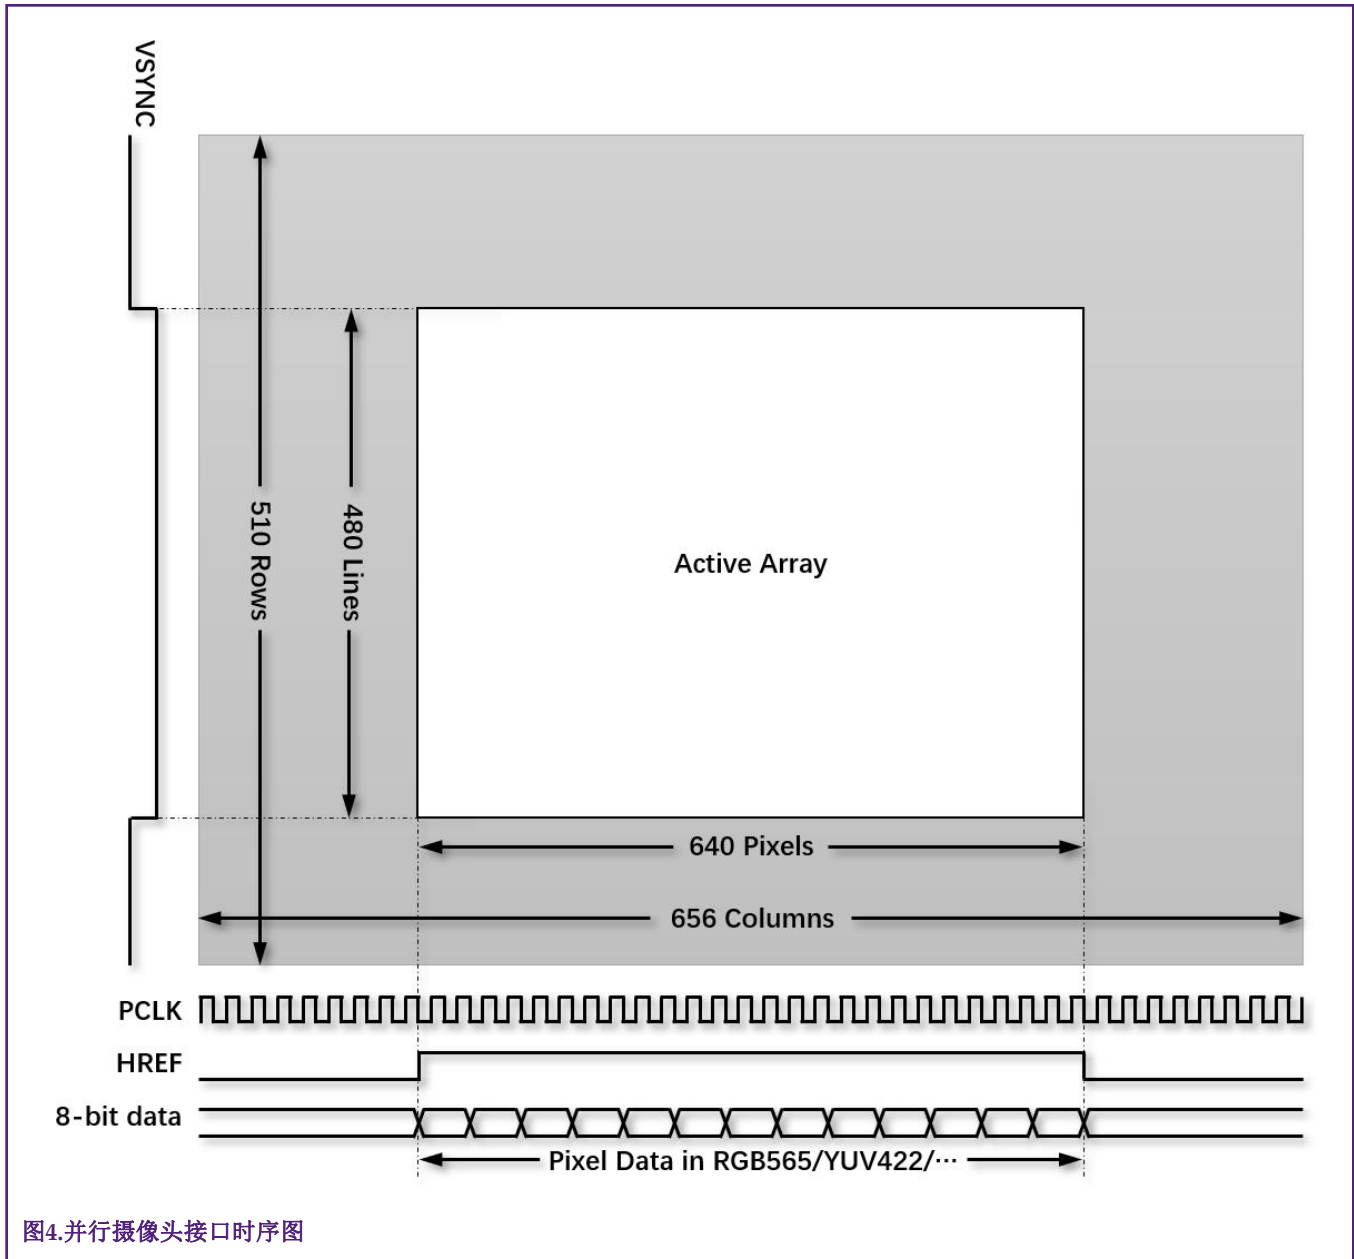 VSYNC
510 Rows
480 Lines
Active Array
640 Pixels
656 Columns
PCLK
HREF
8-bit data
Pixel Data in RGB565/YUV422/···
图4.并行摄像头接口时序图